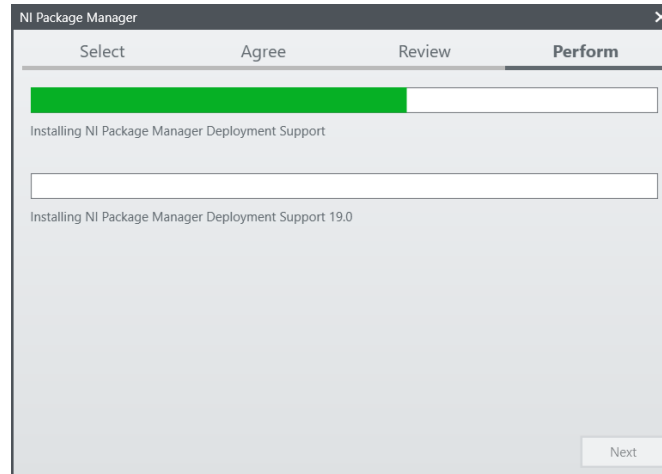 NI Package Manager
Select Agree Review Perform
Installing NI Package Manager Deployment Support
Installing NI Package Manager Deployment Support 19.0
Next